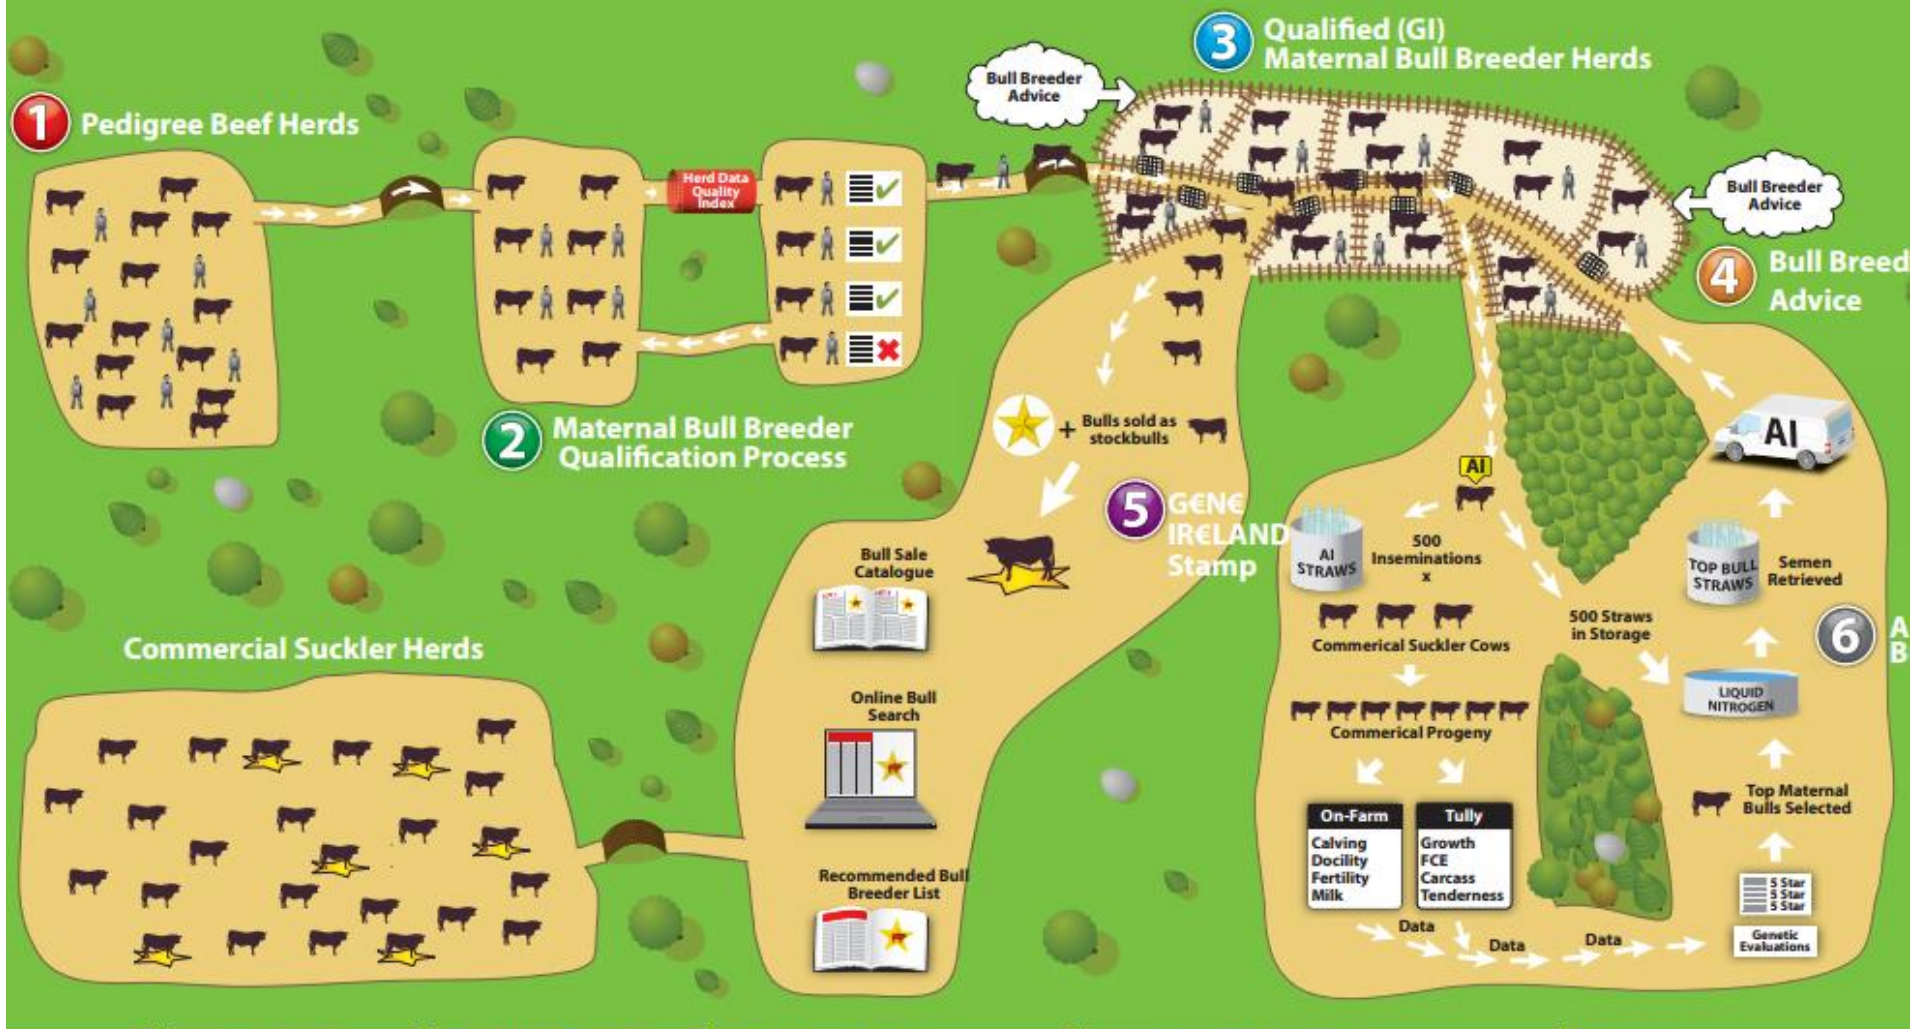 1 Pedigree Beef Herds
Herd Data
Quality
Index
2 Maternal Bull Breeder
Qualification Process
3 Qualified (GI)
Maternal Bull Breeder Herds
Bull Breeder
Advice
Bull Breeder
Advice
4 Bull Breed
Advice
+ Bulls sold as
stockbulls
5 G€N€
IR€LAND
Stamp
Bull Sale
Catalogue
Online Bull
Search
Recommended Bull
Breeder List
Commercial Suckler Herds
AI
AI
STRAWS
500
Inseminations
x
Commerical Suckler Cows
Commerical Progeny
On-Farm
Calving
Docility
Fertility
Milk
Tully
Growth
FCE
Carcass
Tenderness
Data
Data
Data
Genetic
Evaluations
5 Star
5 Star
5 Star
Top Maternal
Bulls Selected
500 Straws
in Storage
LIQUID
NITROGEN
TOP BULL
STRAWS
Semen
Retrieved
AI
6 A
B